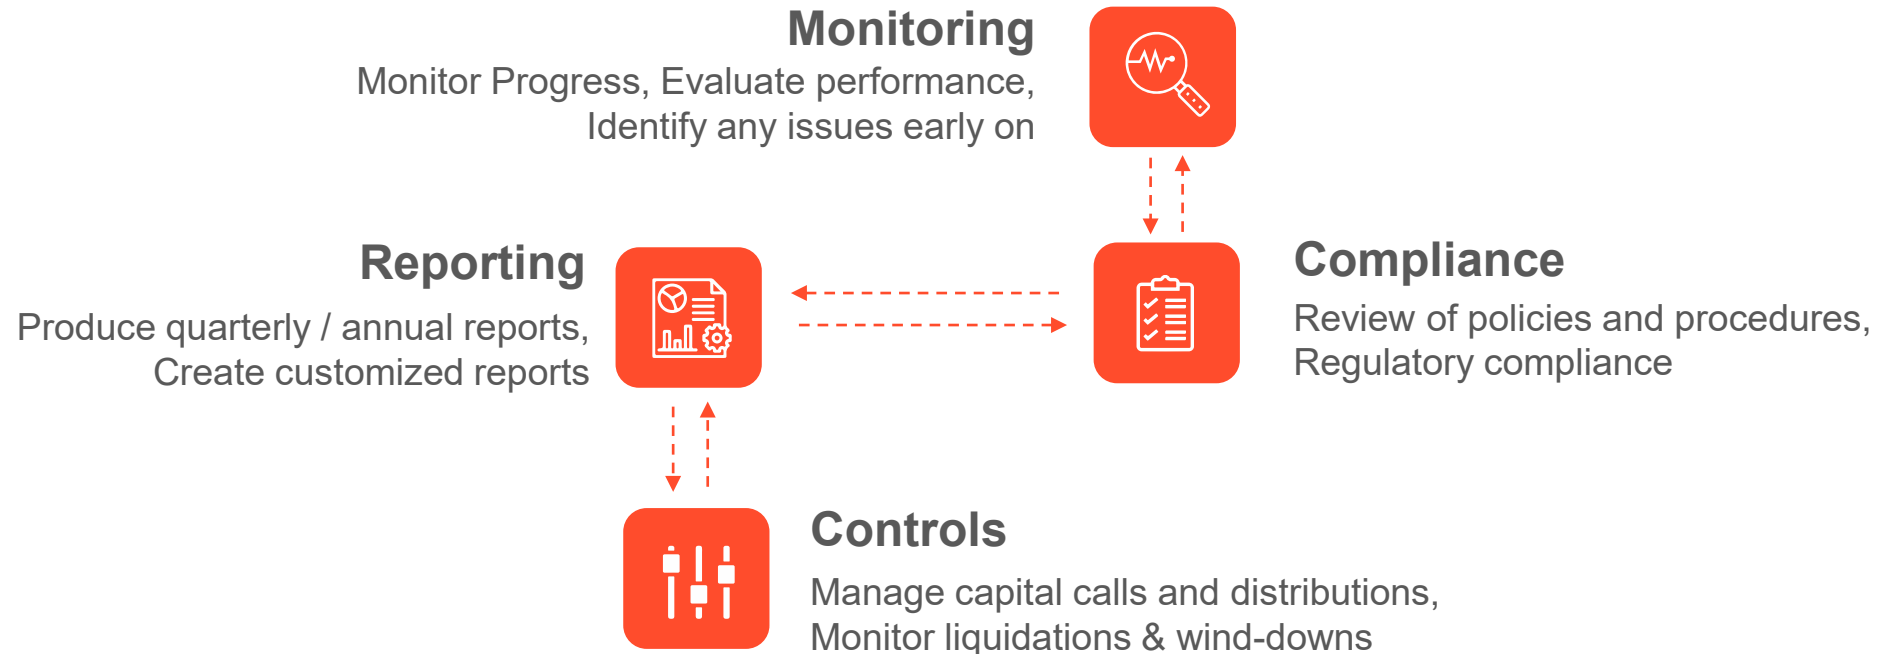 Monitoring
Monitor Progress, Evaluate performance,
Identify any issues early on
Reporting
Produce quarterly / annual reports,
Create customized reports
Compliance
Review of policies and procedures,
Regulatory compliance
Controls
Manage capital calls and distributions,
Monitor liquidations & wind-downs